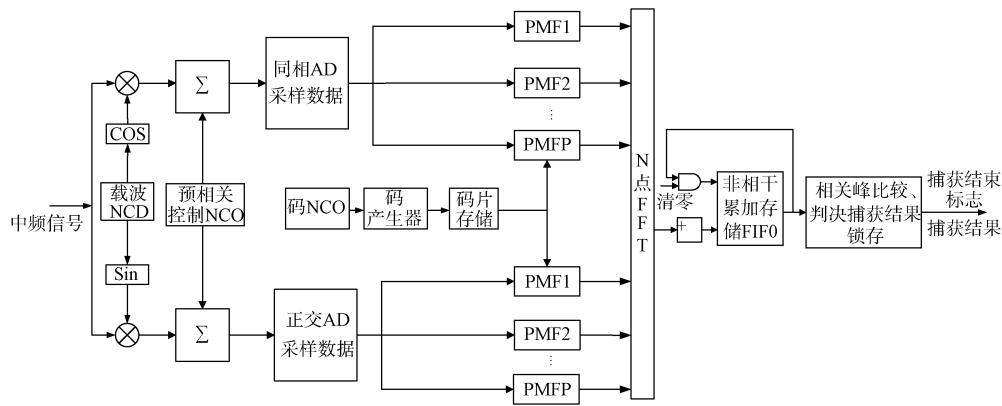 中频信号
COS
载波
NCD
Sin
∑
预相关
控制NCO
∑
同相AD
采样数据
码NCO
码
产生器
码片
存储
正交AD
采样数据
PMF1
PMF2
...
PMFP
PMF1
PMF2
...
PMFP
N
点
F
F
T
清零
+
非相干
累加存
储FIF0
相关峰比较、
判决捕获结果
锁存
捕获结束
标志
捕获结果